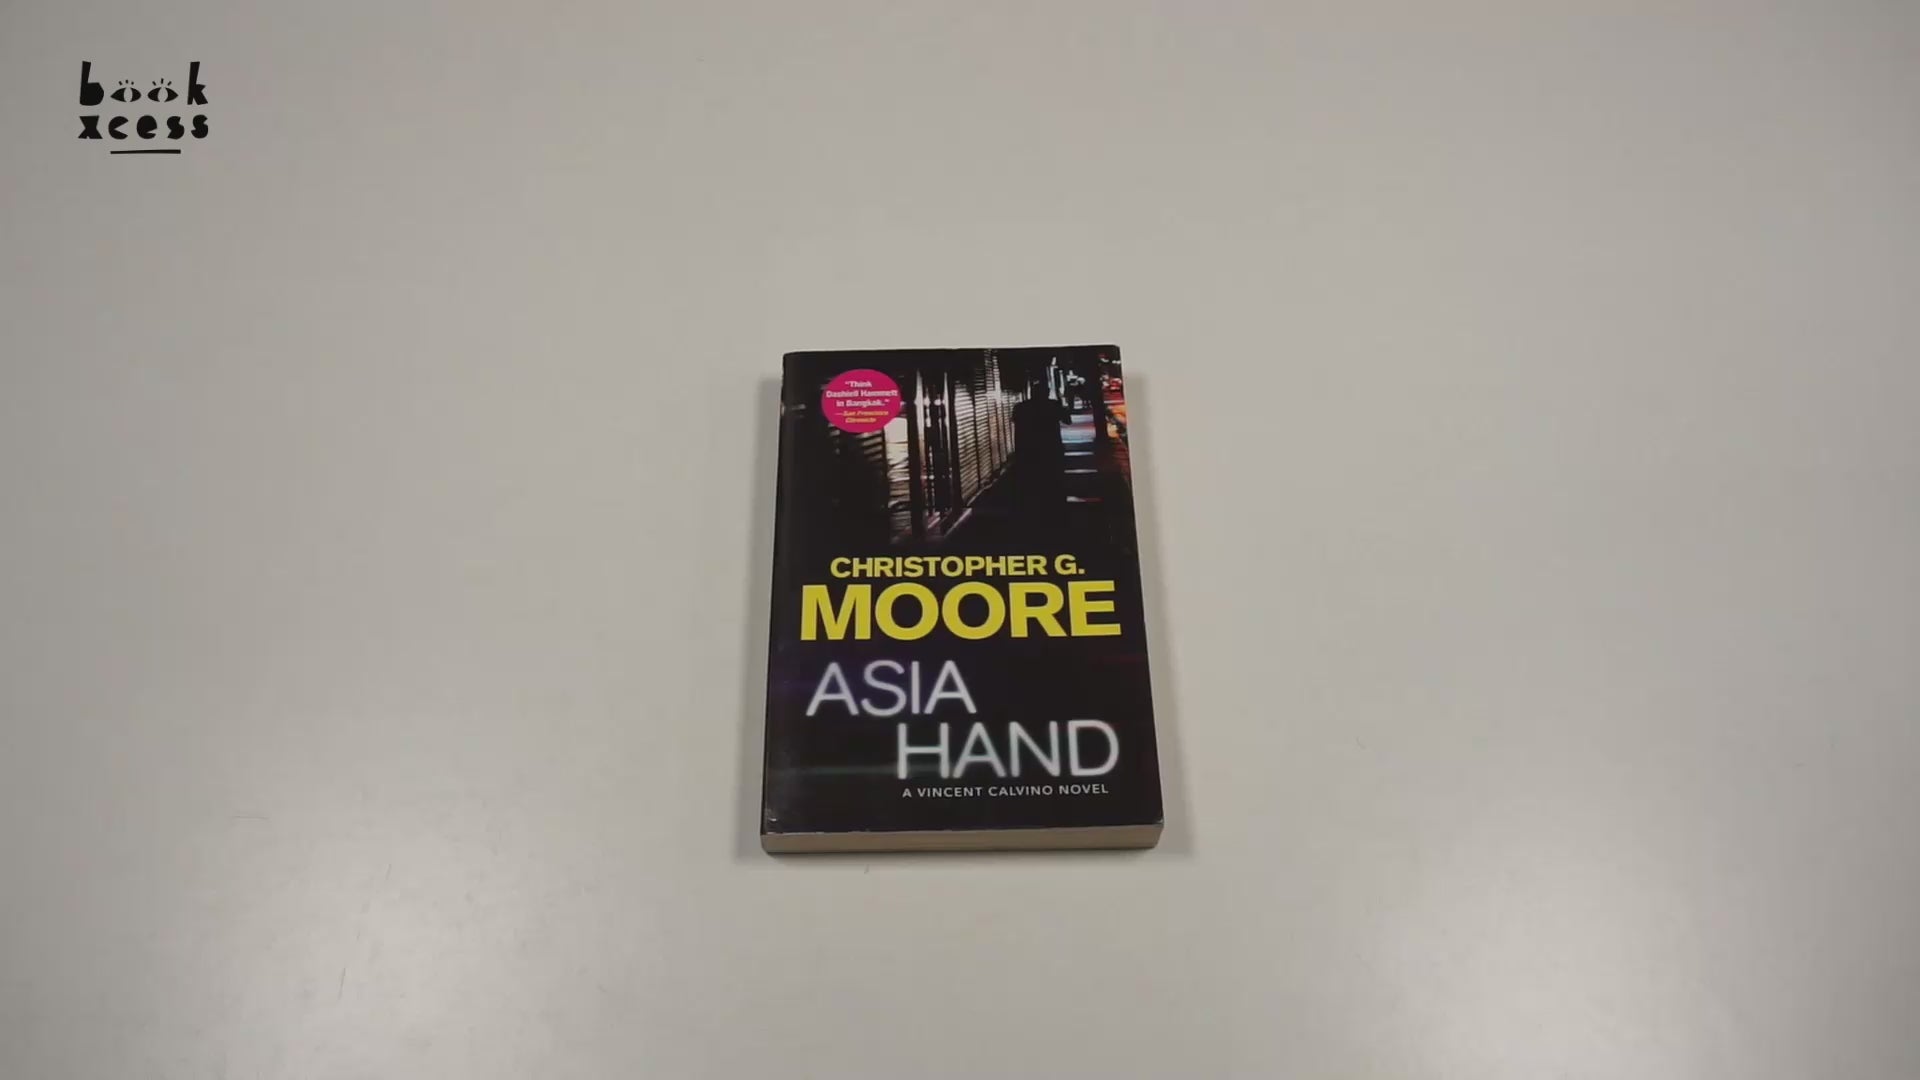 book
xcess
"Think
Dashiell Hammett
in Bangkok."
—San Francisco
Chronicle
CHRISTOPHER G.
MOORE
ASIA
HAND
A VINCENT CALVINO NOVEL